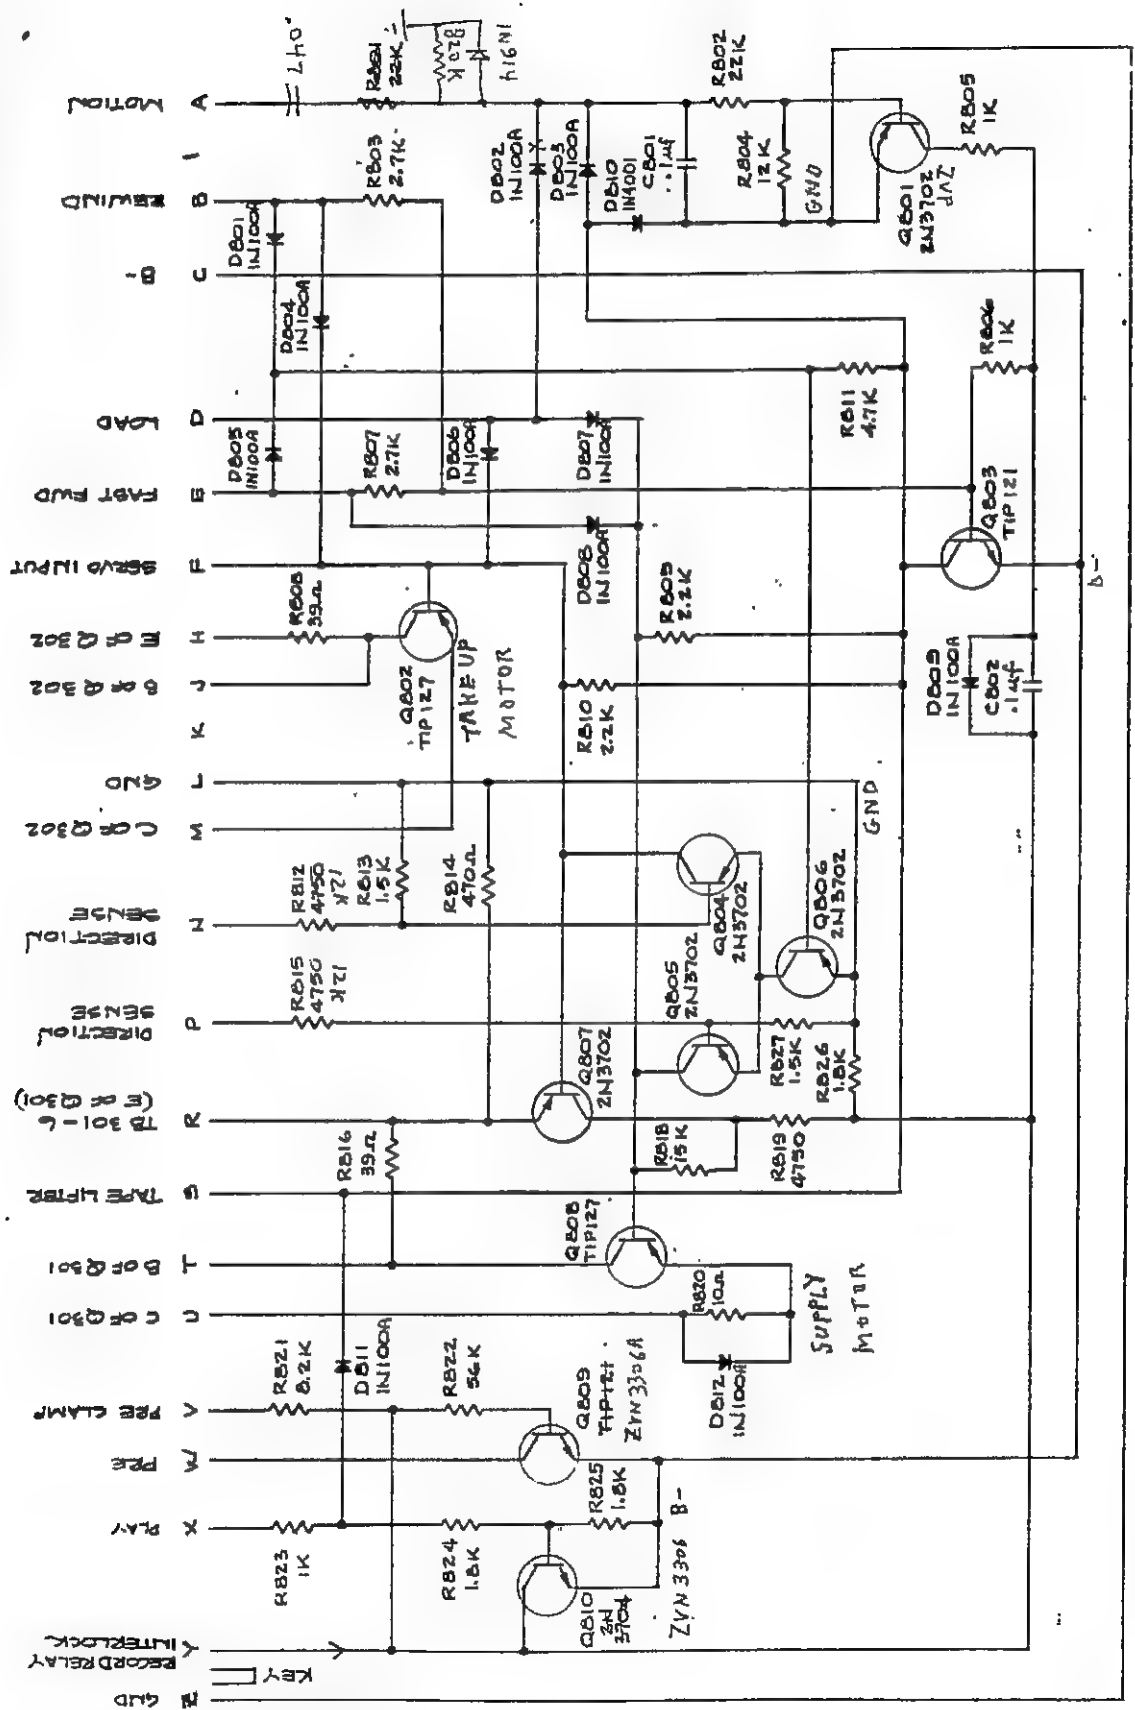 MOTION
A
.047
R801
22K
820K
1N914
R802
22K
R805
1K
I
R803
2.7K
D802
1N100A
D803
1N100A
D810
1N4001
C801
.1µf
R804
12K
GND
Q801
2N3702
ZVP
REWIND
B
D801
1N100A
B-
C
D804
1N100A
R806
1K
LOAD
D
D805
1N100A
R807
2.7K
D806
1N100A
D807
1N100A
R811
4.7K
FAST FWD
E
Q803
TIP121
SERVO INPUT
F
R808
39Ω
D808
1N100A
R809
2.2K
B-
E OF Q302
H
B OF Q302
J
Q802
TIP127
TAKEUP
MOTOR
R810
2.2K
D809
1N100A
C802
.1µf
K
GND
L
C OF Q302
M
GND
R812
4750
12K
R813
1.5K
R814
470Ω
DIRECTION
SENSE
N
Q804
2N3702
Q806
2N3702
R815
4750
12K
Q805
2N3702
DIRECTION
SENSE
P
Q807
2N3702
R827
1.5K
R826
1.8K
TB 301-6
(E OF Q301)
R
R816
39Ω
R818
15K
R819
4750
TAPE LIFTER
S
Q808
TIP127
B OF Q301
T
R820
10Ω
SUPPLY
MOTOR
C OF Q301
U
R821
8.2K
D811
1N100A
R822
56K
Q809
TIP121
ZVN3306A
D812
1N100A
PRE CLAMP
V
PRE
W
R825
1.8K
B-
PLAY
X
R823
1K
R824
1.8K
Q810
2N
3704
ZVN3306
RECORD RELAY
INTERLOCK
Y
KEY
GND
Z